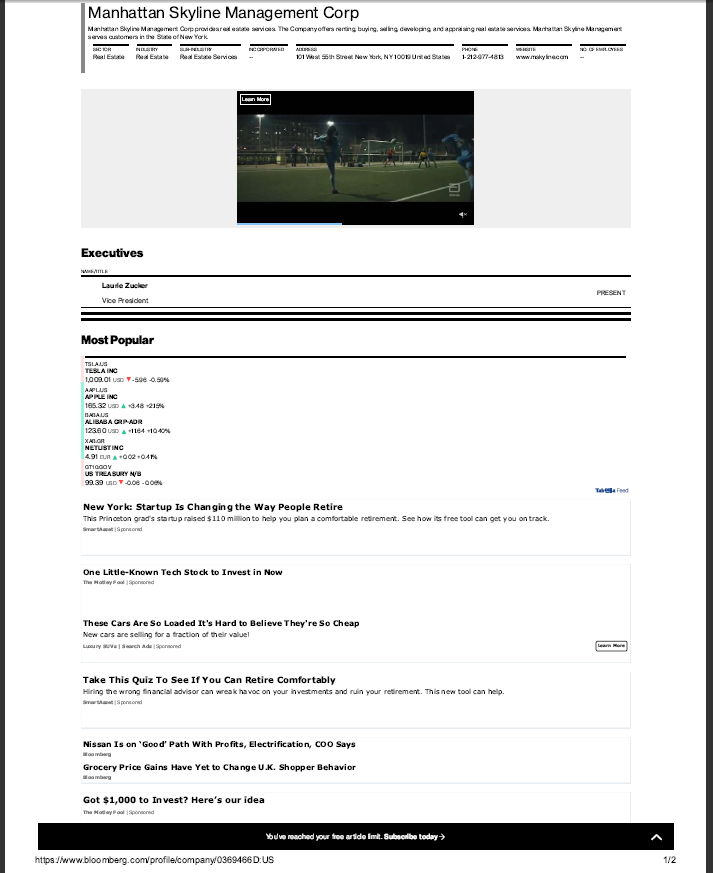 Manhattan Skyline Management Corp
Manhattan Skyline Management Corp provides real estate services. The Company offers renting, buying, selling, developing, and appraising real estate services. Manhattan Skyline Management
serves customers in the State of New York.
SECTOR INDUSTRY SUB-INDUSTRY INCORPORATED ADDRESS PHONE WEBSITE NO. OF EMPLOYEES
Real Estate Real Estate Real Estate Services -- 101 West 55th Street New York, NY 10019 United States 1-212-977-4813 www.mskyline.com --
Learn More
Executives
NAME/TITLE
Laurie Zucker
Vice President
PRESENT
Most Popular
TSLA:US
TESLA INC
1,009.01 USD ▼ -5.96 -0.59%
AAPL:US
APPLE INC
165.32 USD ▲ +3.48 +2.15%
BABA:US
ALIBABA GRP-ADR
123.60 USD ▲ +11.64 +10.40%
XAB:GR
NETLIST INC
4.91 EUR ▲ +0.02 +0.41%
GT10:GOV
US TREASURY N/B
99.39 USD ▼ -0.06 -0.06%
Taboola Feed
New York: Startup Is Changing the Way People Retire
This Princeton grad's startup raised $110 million to help you plan a comfortable retirement. See how its free tool can get you on track.
SmartAsset | Sponsored
One Little-Known Tech Stock to Invest in Now
The Motley Fool | Sponsored
These Cars Are So Loaded It's Hard to Believe They're So Cheap
New cars are selling for a fraction of their value!
Luxury SUVs | Search Ads | Sponsored
Learn More
Take This Quiz To See If You Can Retire Comfortably
Hiring the wrong financial advisor can wreak havoc on your investments and ruin your retirement. This new tool can help.
SmartAsset | Sponsored
Nissan Is on ‘Good’ Path With Profits, Electrification, COO Says
Bloomberg
Grocery Price Gains Have Yet to Change U.K. Shopper Behavior
Bloomberg
Got $1,000 to Invest? Here’s our idea
The Motley Fool | Sponsored
You've reached your free article limit. Subscribe today →
https://www.bloomberg.com/profile/company/0369466D:US
1/2